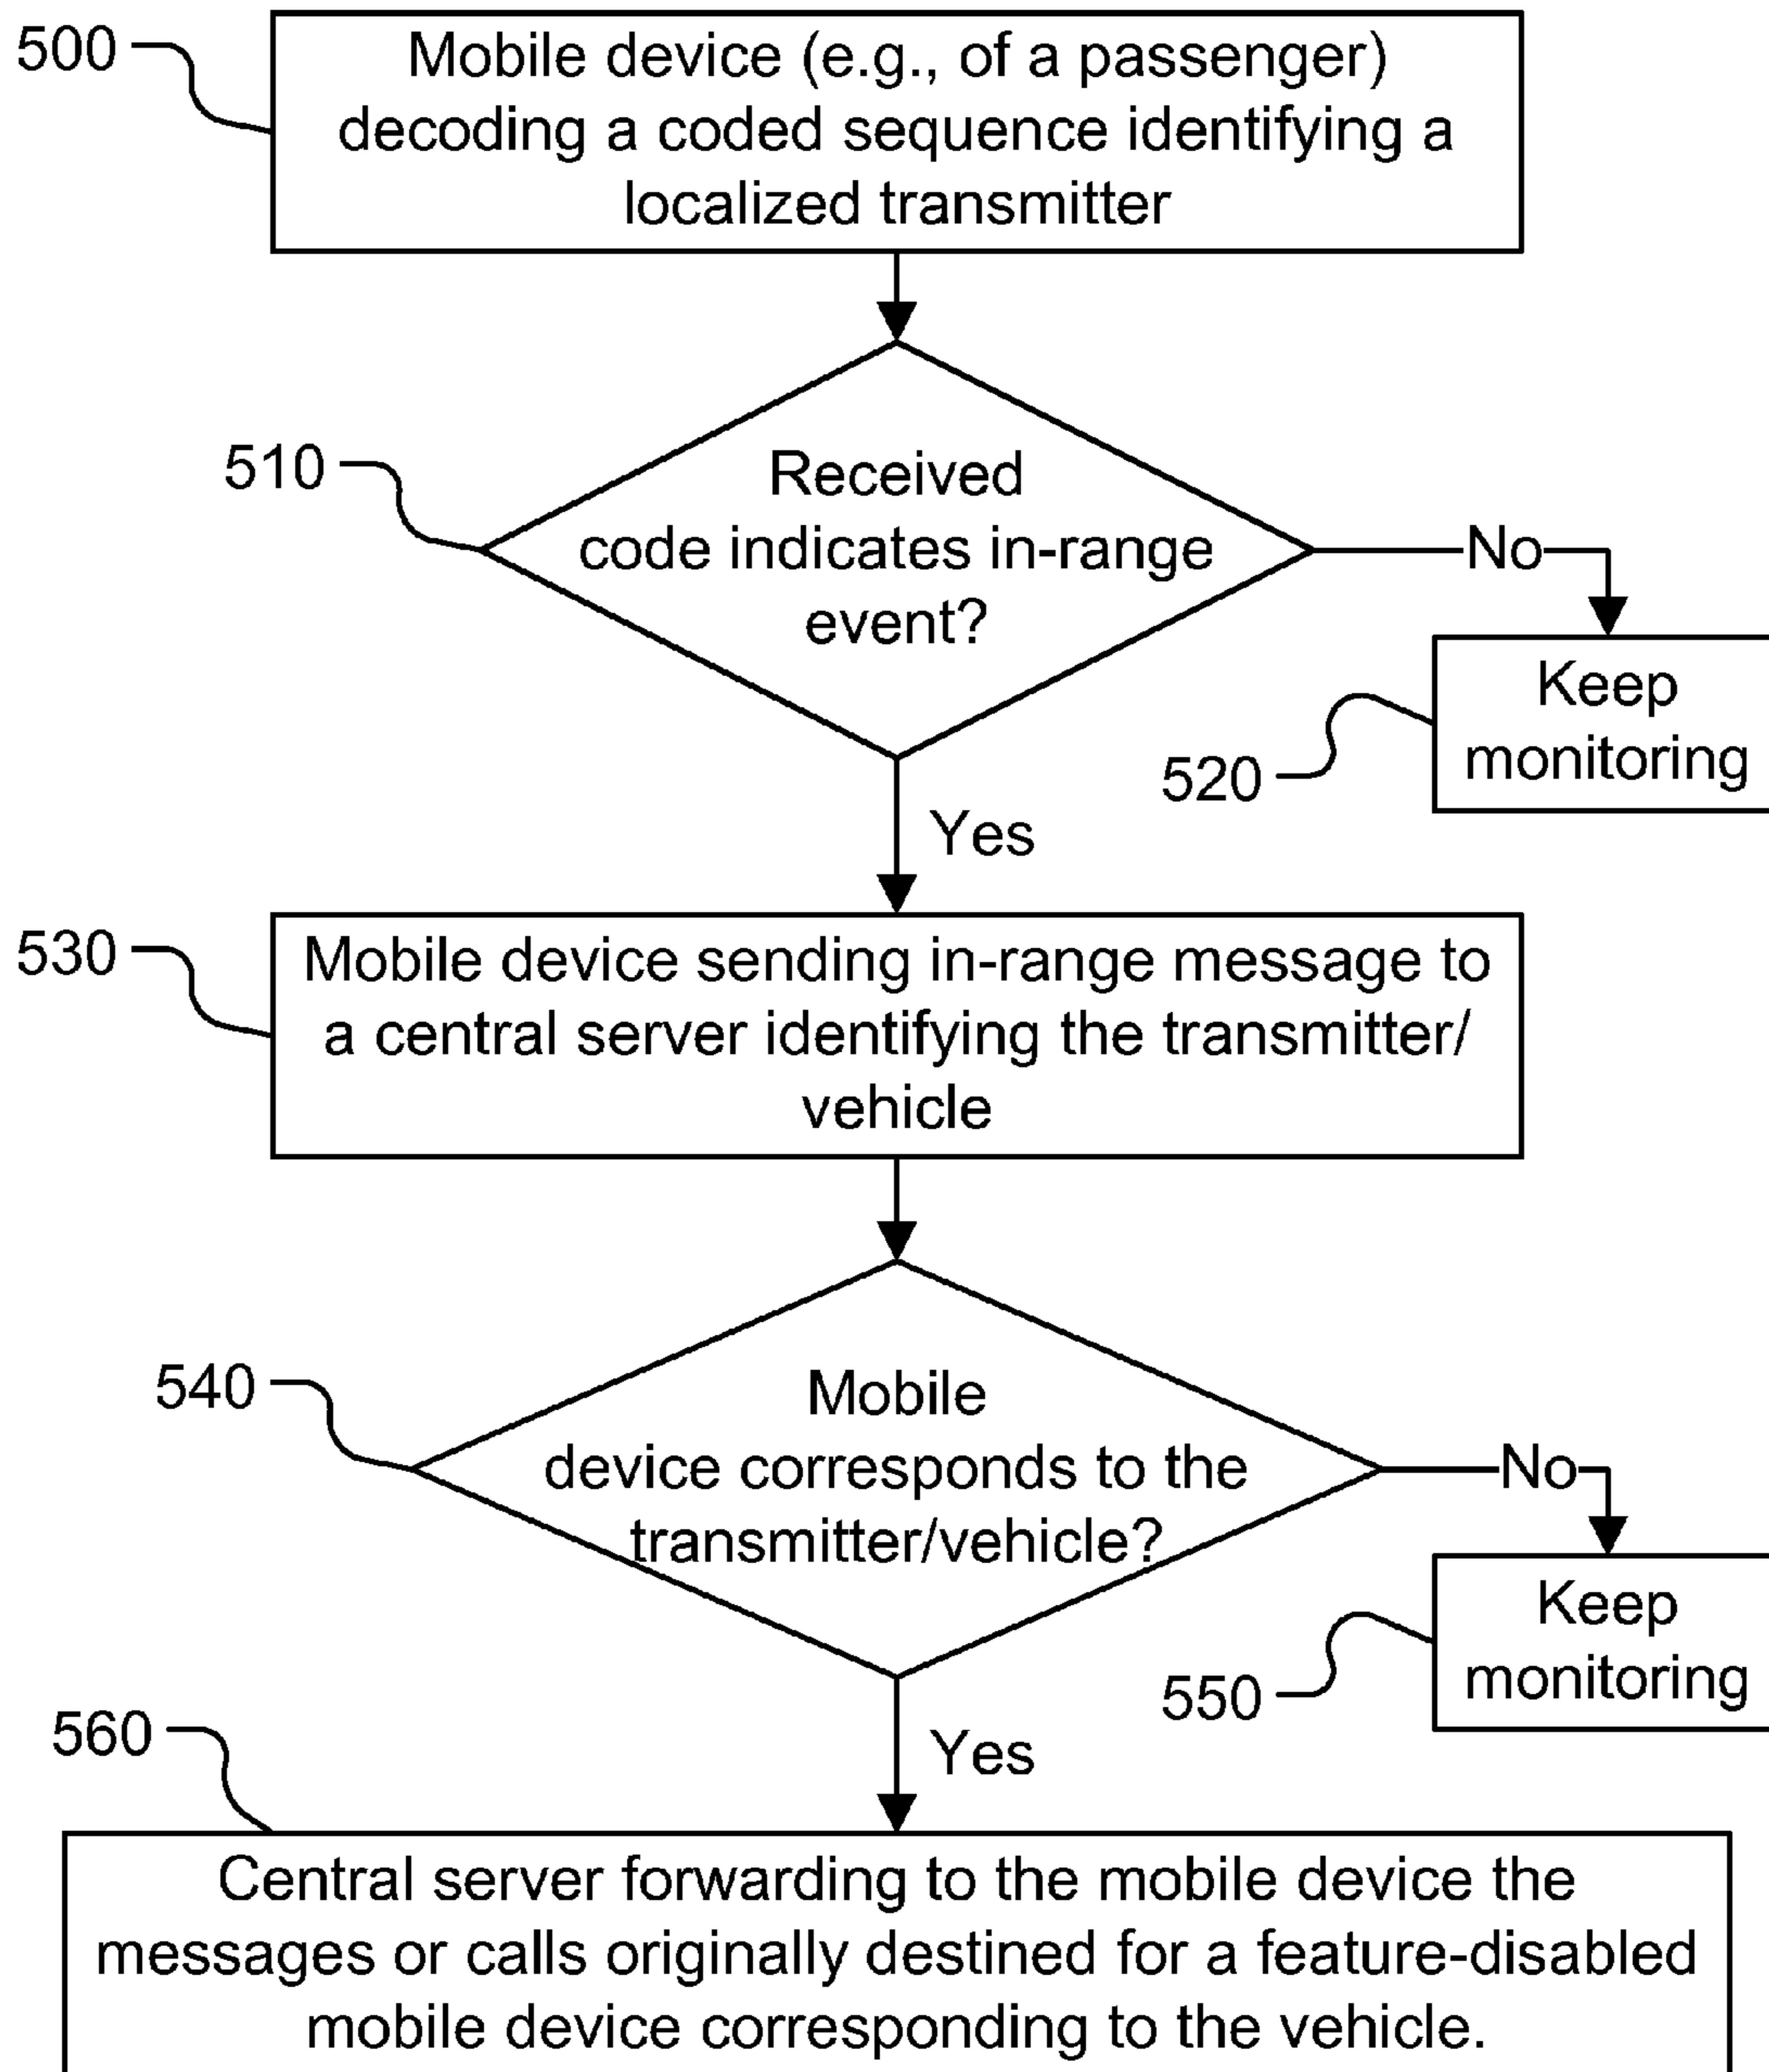 500
Mobile device (e.g., of a passenger)
decoding a coded sequence identifying a
localized transmitter
510
Received
code indicates in-range
event?
No
Keep
monitoring
520
Yes
530
Mobile device sending in-range message to
a central server identifying the transmitter/
vehicle
540
Mobile
device corresponds to the
transmitter/vehicle?
No
Keep
monitoring
550
Yes
560
Central server forwarding to the mobile device the
messages or calls originally destined for a feature-disabled
mobile device corresponding to the vehicle.